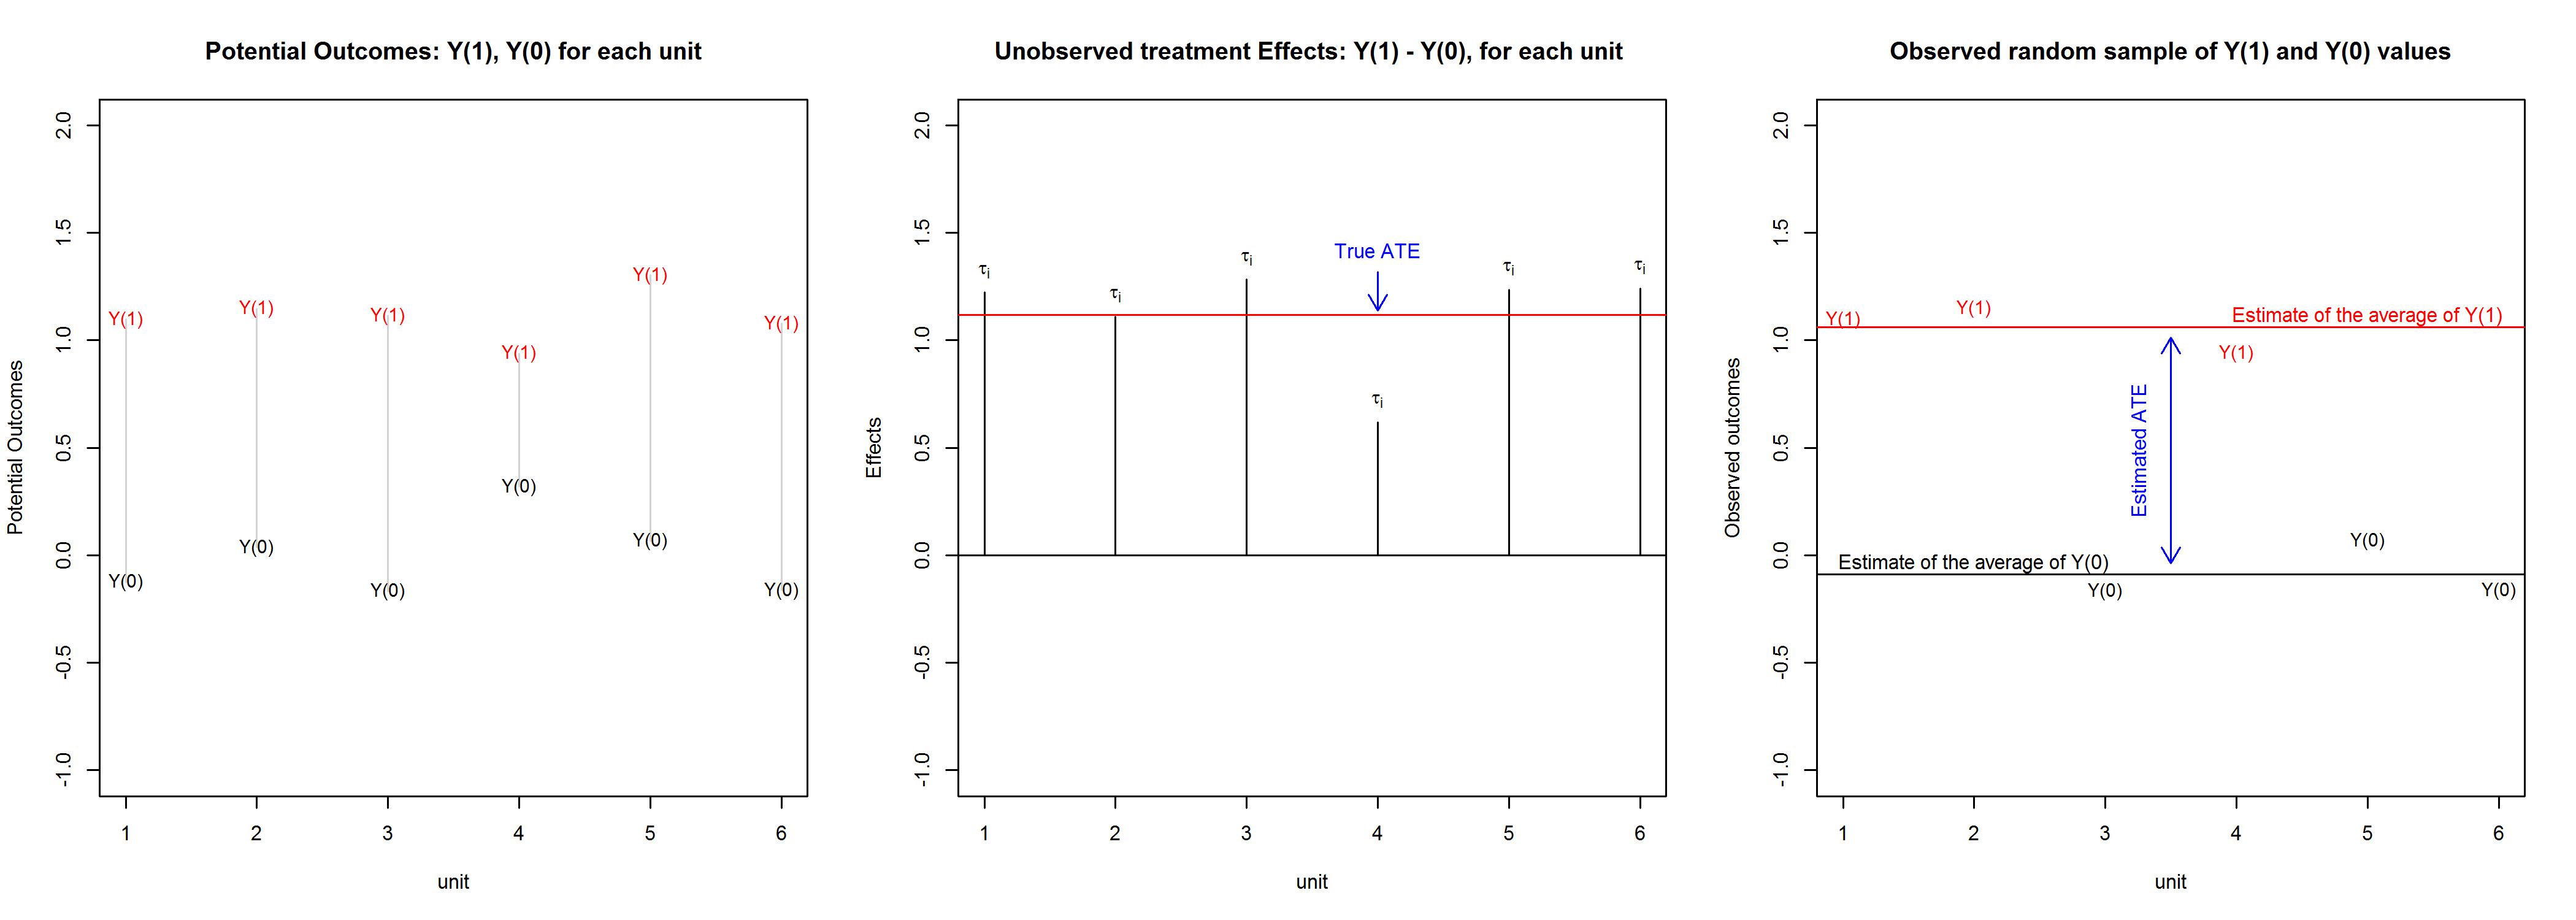 Potential Outcomes: Y(1), Y(0) for each unit
Potential Outcomes
2.0
1.5
1.0
0.5
0.0
-0.5
-1.0
Y(1)
Y(1)
Y(1)
Y(1)
Y(1)
Y(1)
Y(0)
Y(0)
Y(0)
Y(0)
Y(0)
Y(0)
1 2 3 4 5 6
unit
Unobserved treatment Effects: Y(1) - Y(0), for each unit
Effects
2.0
1.5
1.0
0.5
0.0
-0.5
-1.0
τi
τi
τi
True ATE
τi
τi
τi
1 2 3 4 5 6
unit
Observed random sample of Y(1) and Y(0) values
Observed outcomes
2.0
1.5
1.0
0.5
0.0
-0.5
-1.0
Y(1)
Y(1)
Estimate of the average of Y(1)
Y(1)
Estimated ATE
Y(0)
Estimate of the average of Y(0)
Y(0)
Y(0)
1 2 3 4 5 6
unit